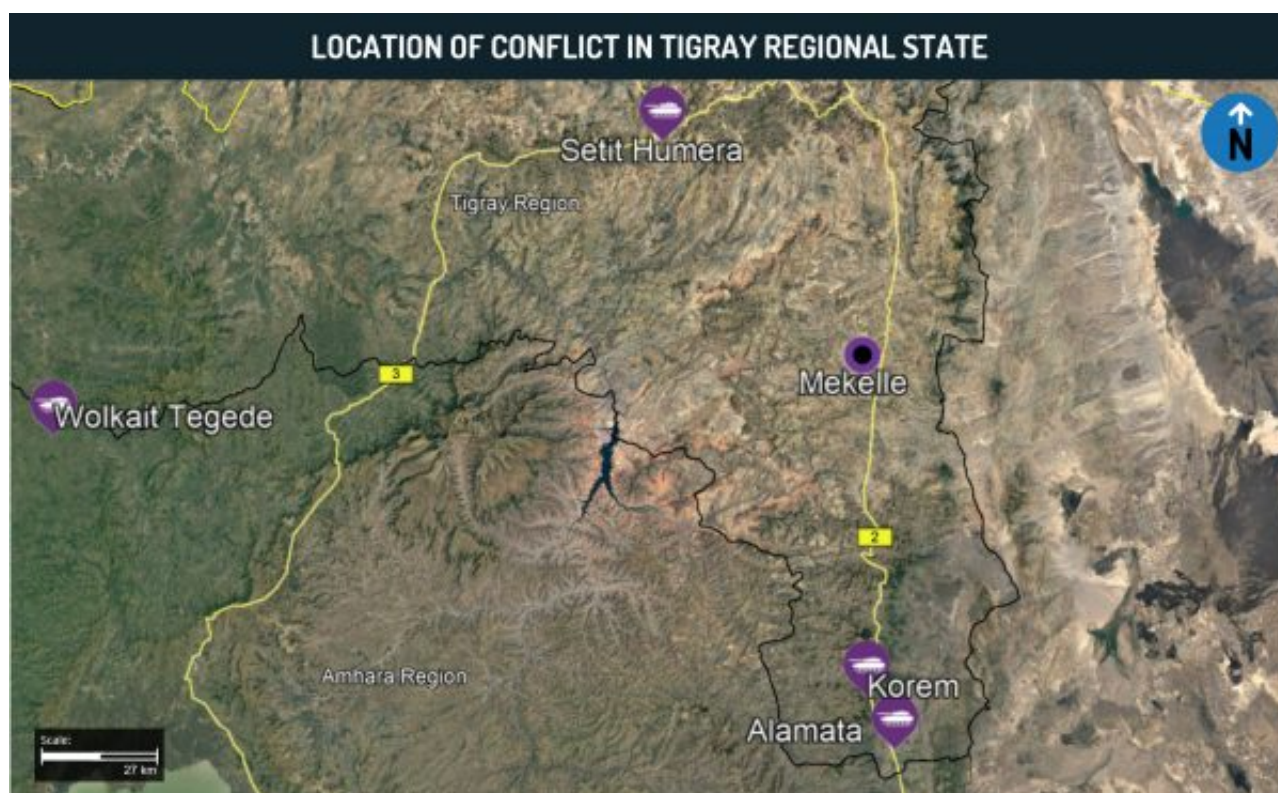 LOCATION OF CONFLICT IN TIGRAY REGIONAL STATE
N
Setit Humera
Tigray Region
Mekelle
3
Wolkait Tegede
2
Amhara Region
Korem
Alamata
Scale:
27 km